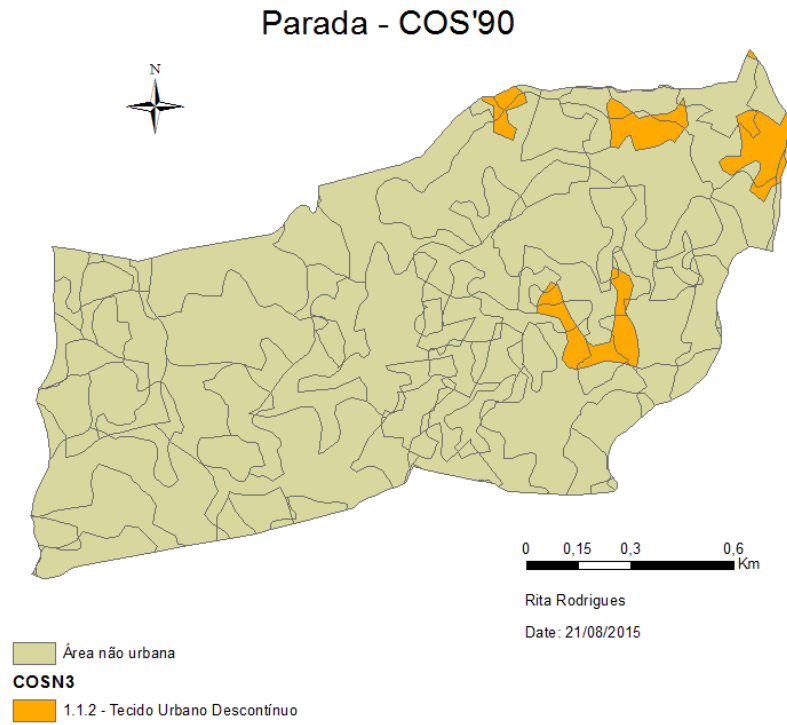 Parada - COS'90
N
0 0,15 0,3 0,6
Km
Rita Rodrigues
Date: 21/08/2015
Área não urbana
COSN3
1.1.2 - Tecido Urbano Descontínuo